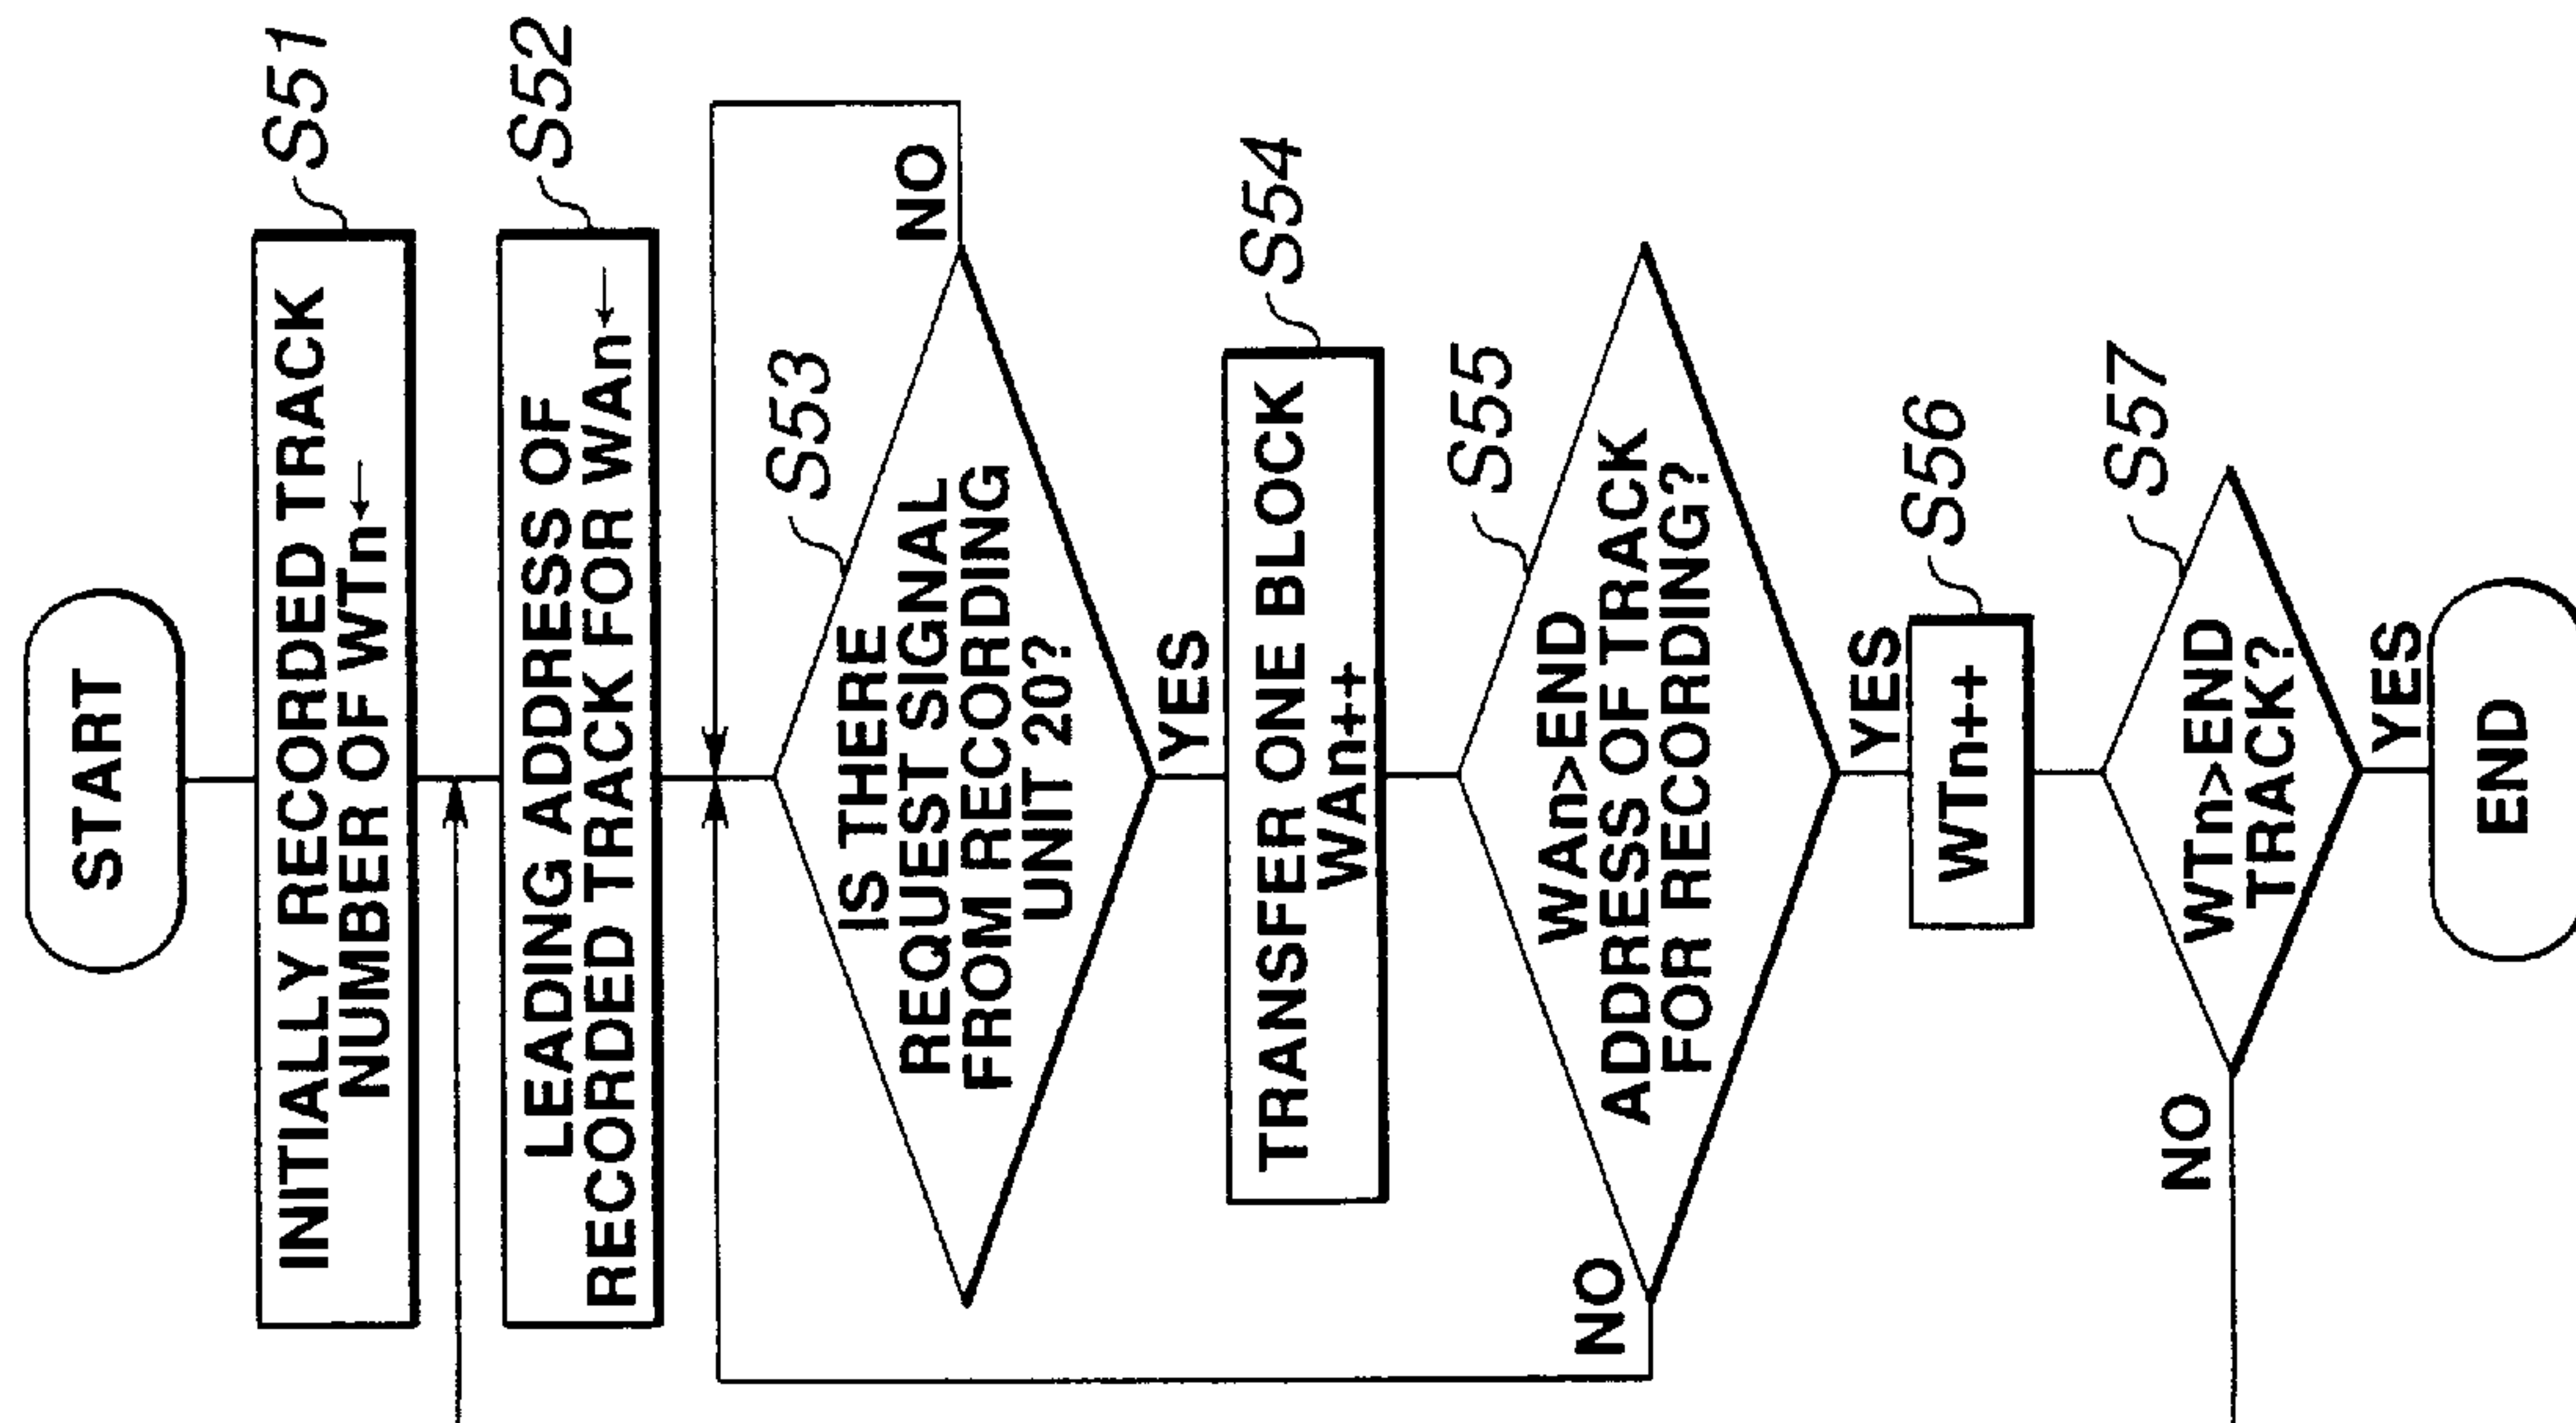 START
INITIALLY RECORDED TRACK
NUMBER OF WTn←
S51
LEADING ADDRESS OF
RECORDED TRACK FOR WAn←
S52
IS THERE
REQUEST SIGNAL
FROM RECORDING
UNIT 20?
S53
NO
YES
TRANSFER ONE BLOCK
WAn++
S54
WAn>END
ADDRESS OF TRACK
FOR RECORDING?
S55
NO
YES
WTn++
S56
WTn>END
TRACK?
S57
NO
YES
END